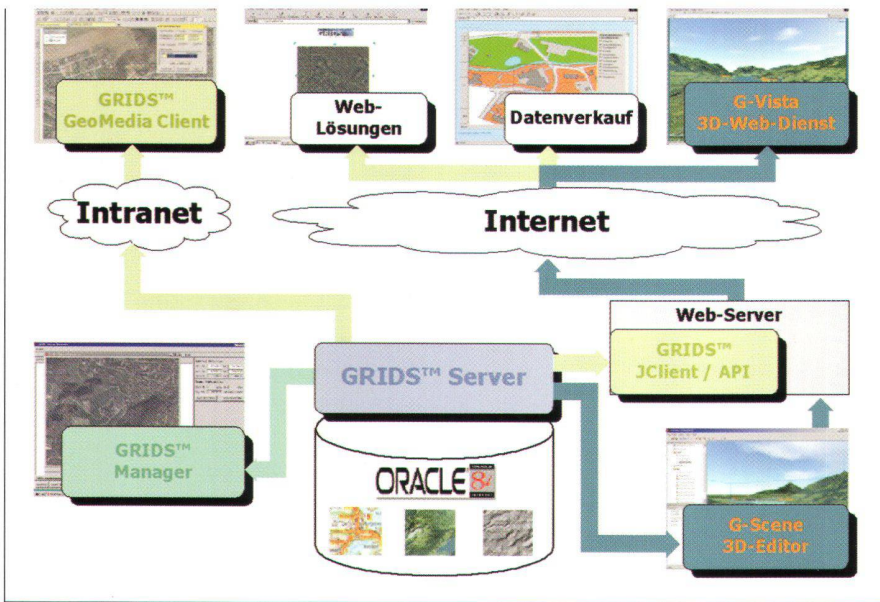 GRIDS™
GeoMedia Client
Web-
Lösungen
Datenverkauf
G-Vista
3D-Web-Dienst
Intranet
Internet
Web-Server
GRIDS™
JClient / API
GRIDS™ Server
GRIDS™
Manager
ORACLE 8i
G-Scene
3D-Editor